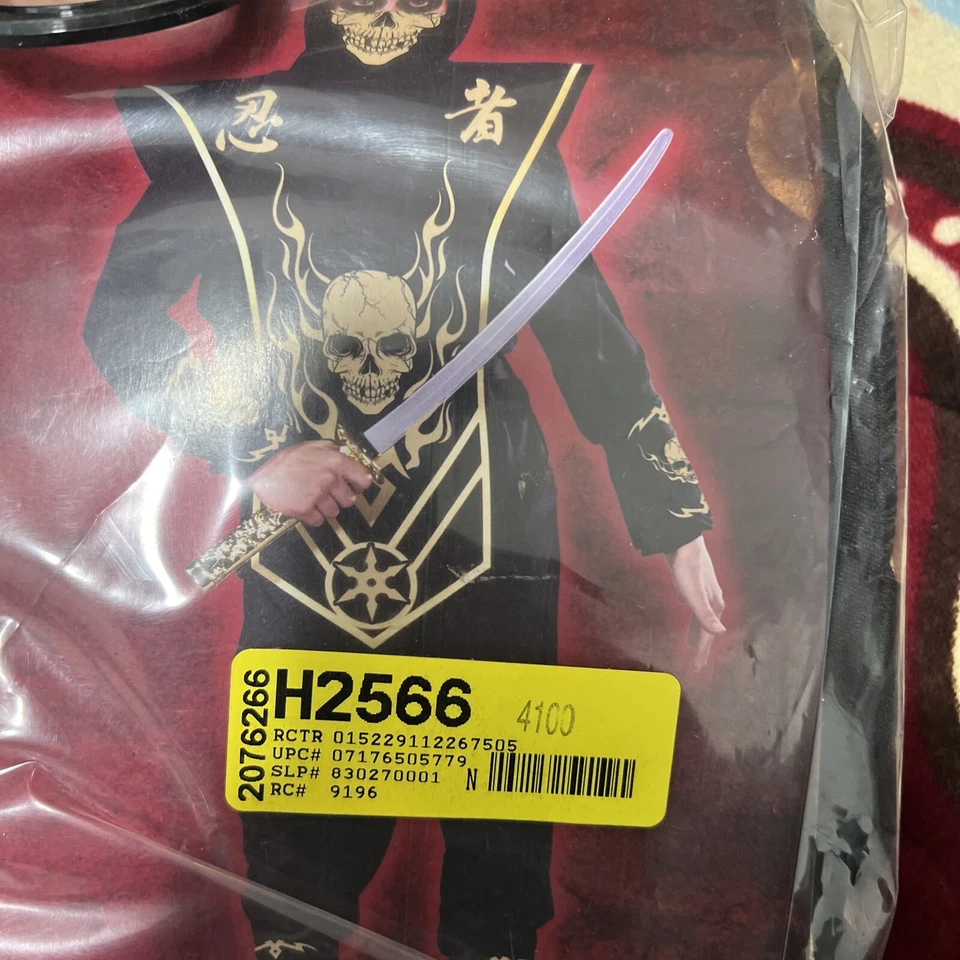 忍者
2076266
H2566
4100
RCTR 015229112267505
UPC# 07176505779
SLP# 830270001 N
RC# 9196